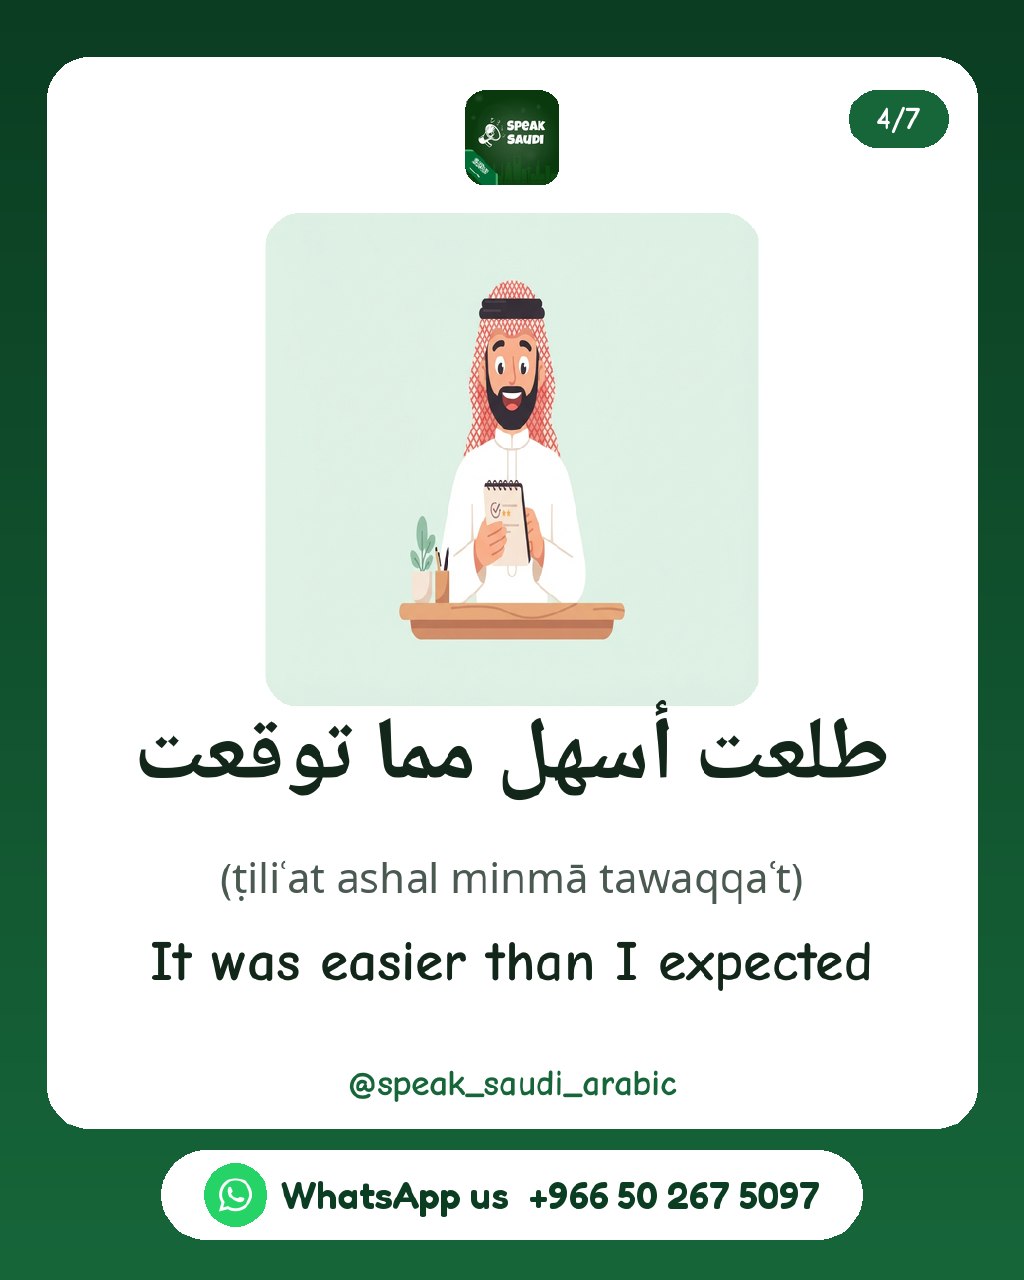 SPEAK
SAUDI
4/7
طلعت أسهل مما توقعت
(ṭiliʿat ashal minmā tawaqqaʿt)
It was easier than I expected
@speak_saudi_arabic
WhatsApp us +966 50 267 5097